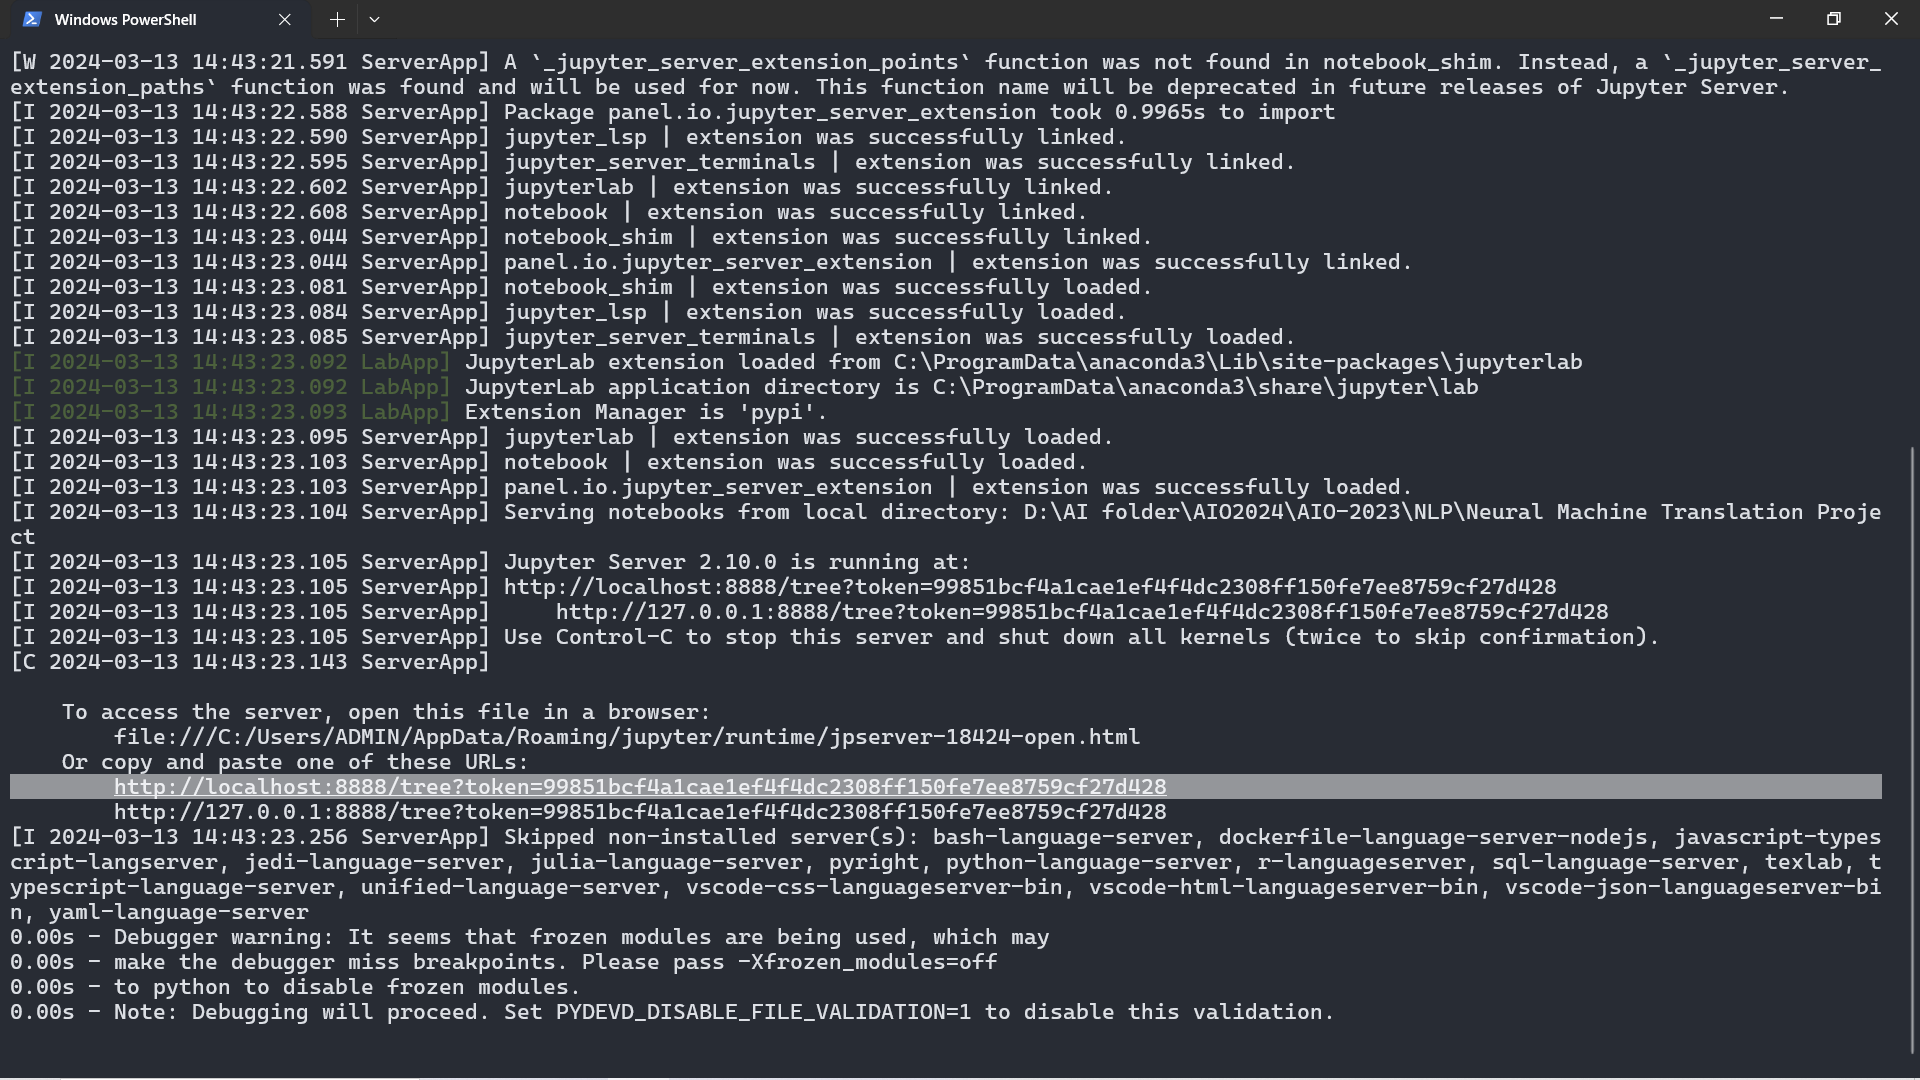 Windows PowerShell
[W 2024-03-13 14:43:21.591 ServerApp] A `_jupyter_server_extension_points` function was not found in notebook_shim. Instead, a `_jupyter_server_
extension_paths` function was found and will be used for now. This function name will be deprecated in future releases of Jupyter Server.
[I 2024-03-13 14:43:22.588 ServerApp] Package panel.io.jupyter_server_extension took 0.9965s to import
[I 2024-03-13 14:43:22.590 ServerApp] jupyter_lsp | extension was successfully linked.
[I 2024-03-13 14:43:22.595 ServerApp] jupyter_server_terminals | extension was successfully linked.
[I 2024-03-13 14:43:22.602 ServerApp] jupyterlab | extension was successfully linked.
[I 2024-03-13 14:43:22.608 ServerApp] notebook | extension was successfully linked.
[I 2024-03-13 14:43:23.044 ServerApp] notebook_shim | extension was successfully linked.
[I 2024-03-13 14:43:23.044 ServerApp] panel.io.jupyter_server_extension | extension was successfully linked.
[I 2024-03-13 14:43:23.081 ServerApp] notebook_shim | extension was successfully loaded.
[I 2024-03-13 14:43:23.084 ServerApp] jupyter_lsp | extension was successfully loaded.
[I 2024-03-13 14:43:23.085 ServerApp] jupyter_server_terminals | extension was successfully loaded.
[I 2024-03-13 14:43:23.092 LabApp] JupyterLab extension loaded from C:\ProgramData\anaconda3\Lib\site-packages\jupyterlab
[I 2024-03-13 14:43:23.092 LabApp] JupyterLab application directory is C:\ProgramData\anaconda3\share\jupyter\lab
[I 2024-03-13 14:43:23.093 LabApp] Extension Manager is 'pypi'.
[I 2024-03-13 14:43:23.095 ServerApp] jupyterlab | extension was successfully loaded.
[I 2024-03-13 14:43:23.103 ServerApp] notebook | extension was successfully loaded.
[I 2024-03-13 14:43:23.103 ServerApp] panel.io.jupyter_server_extension | extension was successfully loaded.
[I 2024-03-13 14:43:23.104 ServerApp] Serving notebooks from local directory: D:\AI folder\AIO2024\AIO-2023\NLP\Neural Machine Translation Proje
ct
[I 2024-03-13 14:43:23.105 ServerApp] Jupyter Server 2.10.0 is running at:
[I 2024-03-13 14:43:23.105 ServerApp] http://localhost:8888/tree?token=99851bcf4a1cae1ef4f4dc2308ff150fe7ee8759cf27d428
[I 2024-03-13 14:43:23.105 ServerApp]     http://127.0.0.1:8888/tree?token=99851bcf4a1cae1ef4f4dc2308ff150fe7ee8759cf27d428
[I 2024-03-13 14:43:23.105 ServerApp] Use Control-C to stop this server and shut down all kernels (twice to skip confirmation).
[C 2024-03-13 14:43:23.143 ServerApp]
To access the server, open this file in a browser:
file:///C:/Users/ADMIN/AppData/Roaming/jupyter/runtime/jpserver-18424-open.html
Or copy and paste one of these URLs:
http://localhost:8888/tree?token=99851bcf4a1cae1ef4f4dc2308ff150fe7ee8759cf27d428
http://127.0.0.1:8888/tree?token=99851bcf4a1cae1ef4f4dc2308ff150fe7ee8759cf27d428
[I 2024-03-13 14:43:23.256 ServerApp] Skipped non-installed server(s): bash-language-server, dockerfile-language-server-nodejs, javascript-types
cript-langserver, jedi-language-server, julia-language-server, pyright, python-language-server, r-languageserver, sql-language-server, texlab, t
ypescript-language-server, unified-language-server, vscode-css-languageserver-bin, vscode-html-languageserver-bin, vscode-json-languageserver-bi
n, yaml-language-server
0.00s - Debugger warning: It seems that frozen modules are being used, which may
0.00s - make the debugger miss breakpoints. Please pass -Xfrozen_modules=off
0.00s - to python to disable frozen modules.
0.00s - Note: Debugging will proceed. Set PYDEVD_DISABLE_FILE_VALIDATION=1 to disable this validation.